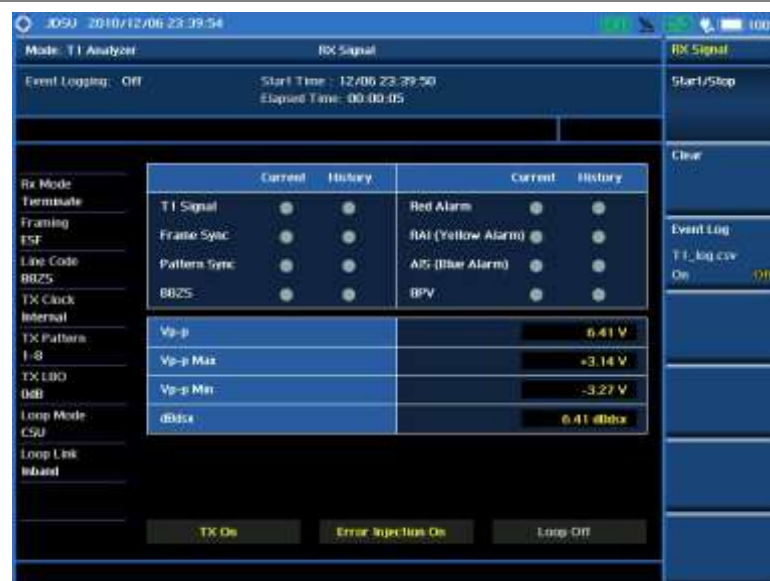 JDSU 2010/12/06 23:39:54
100
Mode: T1 Analyzer RX Signal
RX Signal
Event Logging: Off
Start Time : 12/06 23:39:50
Elapsed Time: 00:00:05
Start/Stop
Clear
Event Log
T1_log.csv
On Off
Rx Mode
Terminate
Framing
ESF
Line Code
B8ZS
TX Clock
Internal
TX Pattern
1-8
TX LBO
0dB
Loop Mode
CSU
Loop Link
Inband
Current History Current History
T1 Signal Red Alarm
Frame Sync RAI (Yellow Alarm)
Pattern Sync AIS (Blue Alarm)
B8ZS BPV
Vp-p 6.41 V
Vp-p Max +3.14 V
Vp-p Min -3.27 V
dBdsx 6.41 dBdsx
TX On Error Injection On Loop Off